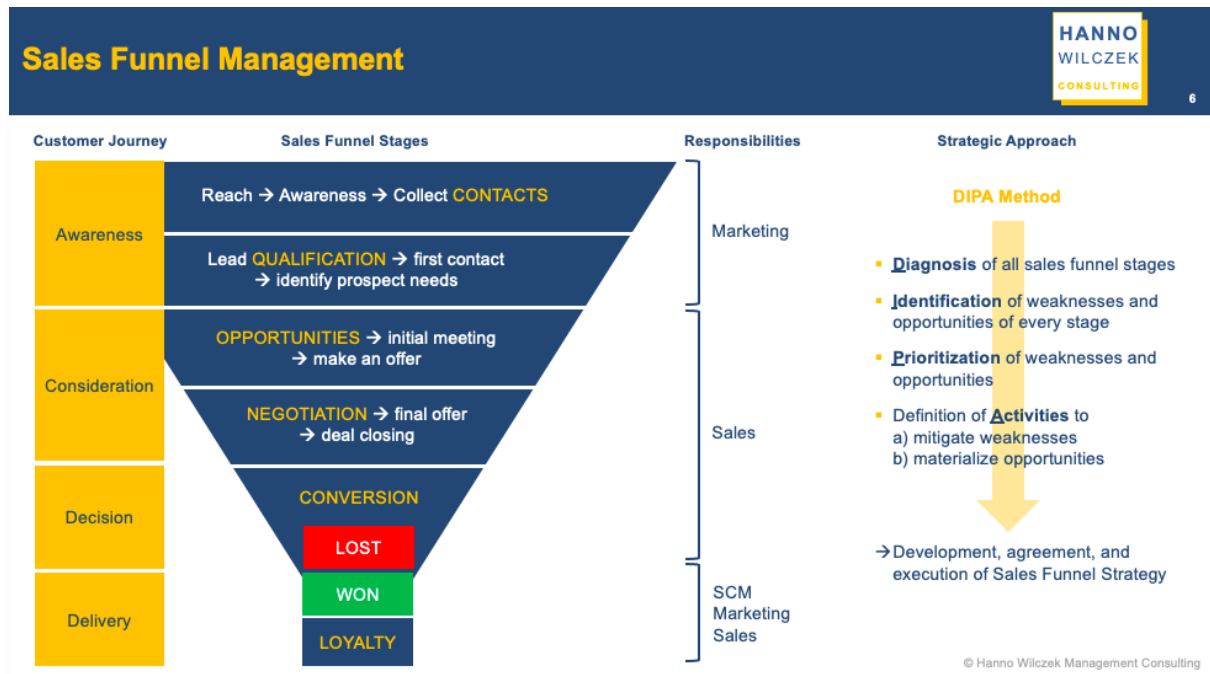 Sales Funnel Management
HANNO
WILCZEK
CONSULTING
6
Customer Journey
Sales Funnel Stages
Responsibilities
Strategic Approach
Awareness
Reach → Awareness → Collect CONTACTS
Lead QUALIFICATION → first contact
→ identify prospect needs
Marketing
Consideration
OPPORTUNITIES → initial meeting
→ make an offer
NEGOTIATION → final offer
→ deal closing
Sales
Decision
CONVERSION
LOST
Delivery
WON
LOYALTY
SCM
Marketing
Sales
DIPA Method
▪ Diagnosis of all sales funnel stages
▪ Identification of weaknesses and
opportunities of every stage
▪ Prioritization of weaknesses and
opportunities
▪ Definition of Activities to
a) mitigate weaknesses
b) materialize opportunities
→ Development, agreement, and
execution of Sales Funnel Strategy
© Hanno Wilczek Management Consulting